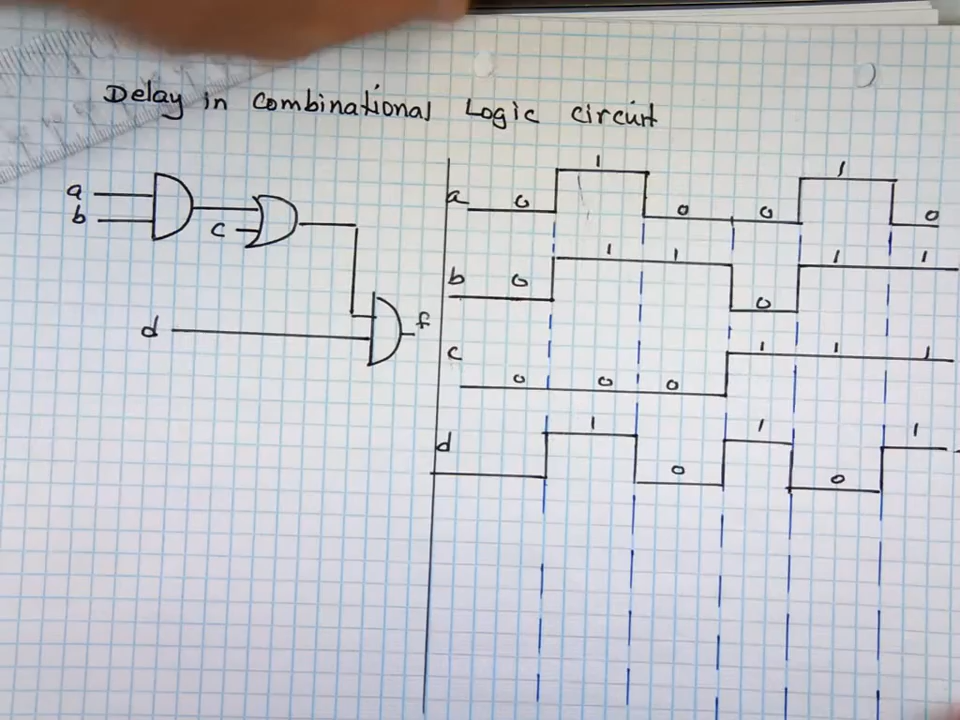 Delay in Combinational Logic circuit
a
b
c
d
f
a 0 1 0 0 1 0
b 0 1 1 0 1 1
c 0 0 0 1 1 1
d 1 0 1 0 1